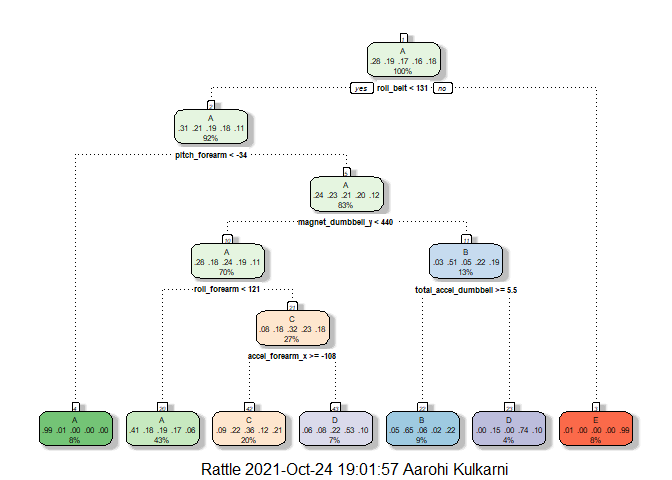 1
A
.28 .19 .17 .16 .18
100%
yes roll_belt < 131 no
2
A
.31 .21 .19 .18 .11
92%
pitch_forearm < -34
5
A
.24 .23 .21 .20 .12
83%
magnet_dumbbell_y < 440
10 11
A B
.28 .18 .24 .19 .11 .03 .51 .05 .22 .19
70% 13%
roll_forearm < 121 total_accel_dumbbell >= 5.5
21
C
.08 .18 .32 .23 .18
27%
accel_forearm_x >= -108
4 20 42 43 22 23 3
A A C D B D E
.99 .01 .00 .00 .00 .41 .18 .19 .17 .06 .09 .22 .36 .12 .21 .06 .08 .22 .53 .10 .05 .65 .06 .02 .22 .00 .15 .00 .74 .10 .01 .00 .00 .00 .99
8% 43% 20% 7% 9% 4% 8%
Rattle 2021-Oct-24 19:01:57 Aarohi Kulkarni